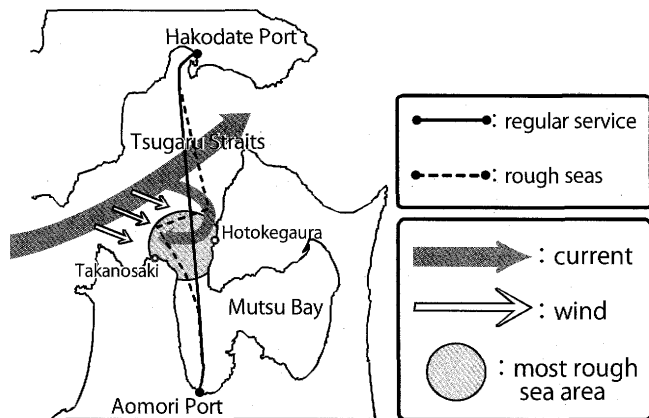 Hakodate Port
Tsugaru Straits
Hotokegaura
Takanosaki
Mutsu Bay
Aomori Port
: regular service
: rough seas
: current
: wind
: most rough
sea area